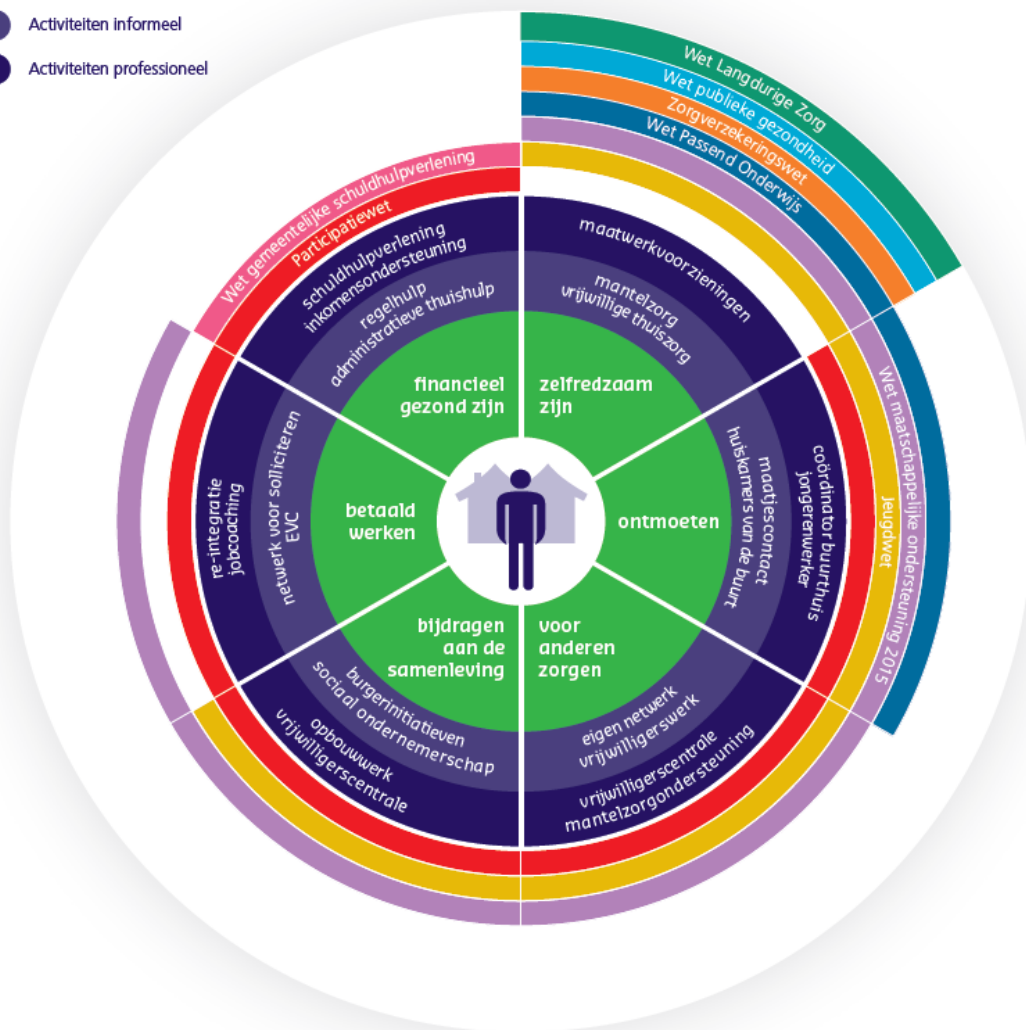 Activiteiten informeel
Activiteiten professioneel
Wet Langdurige Zorg
Wet publieke gezondheid
Zorgverzekeringswet
Wet Passend Onderwijs
Wet gemeentelijke schuldhulpverlening
Participatiewet
schuldhulpverlening
inkomensondersteuning
regelhulp
administratieve thuishulp
financieel
gezond zijn
maatwerkvoorzieningen
mantelzorg
vrijwillige thuiszorg
zelfredzaam
zijn
Wet maatschappelijke ondersteuning 2015
Jeugdwet
coördinator buurthuis
jongerenwerker
maatjescontact
huiskamers van de buurt
ontmoeten
voor
anderen
zorgen
eigen netwerk
vrijwilligerswerk
vrijwilligerscentrale
mantelzorgondersteuning
bijdragen
aan de
samenleving
burgerinitiatieven
sociaal ondernemerschap
opbouwwerk
vrijwilligerscentrale
betaald
werken
netwerk voor solliciteren
EVC
re-integratie
jobcoaching